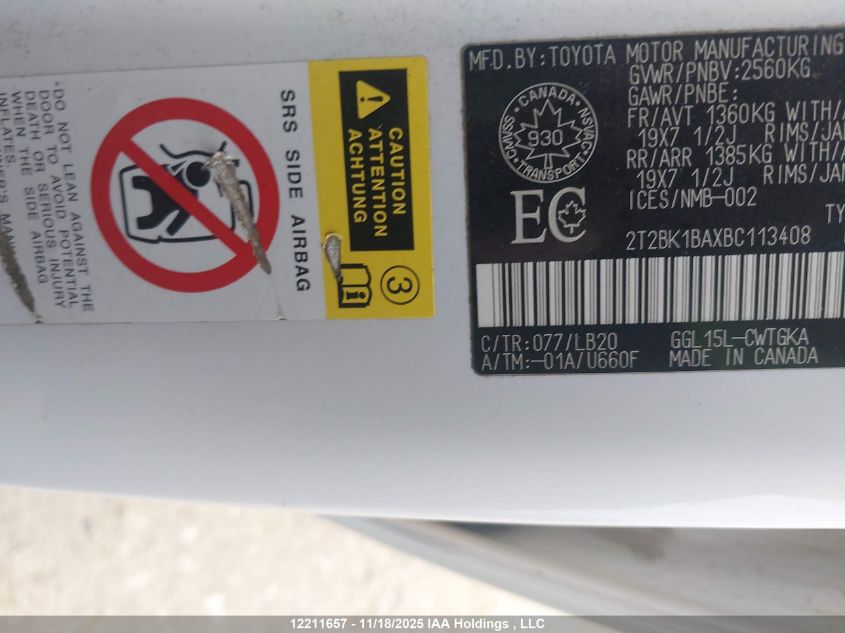 MFD.BY:TOYOTA MOTOR MANUFACTURING
GVWR/PNBV:2560KG
GAWR/PNBE:
FR/AVT 1360KG WITH/
19X7 1/2J RIMS/JAN
RR/ARR 1385KG WITH/
19X7 1/2J RIMS/JAN
ICES/NMB-002
CANADA
CMVSS
NSVAC
930
TRANSPORT
EC
2T2BK1BAXBC113408
C/TR:077/LB20
A/TM:-01A/U660F
GGL15L-CWTGKA
MADE IN CANADA
CAUTION
ATTENTION
ACHTUNG
3
i
SRS SIDE AIRBAG
•DO NOT LEAN AGAINST THE
DOOR TO AVOID POTENTIAL
DEATH OR SERIOUS INJURY
WHEN THE SIDE AIRBAG
INFLATES.
12211657 - 11/18/2025 IAA Holdings , LLC